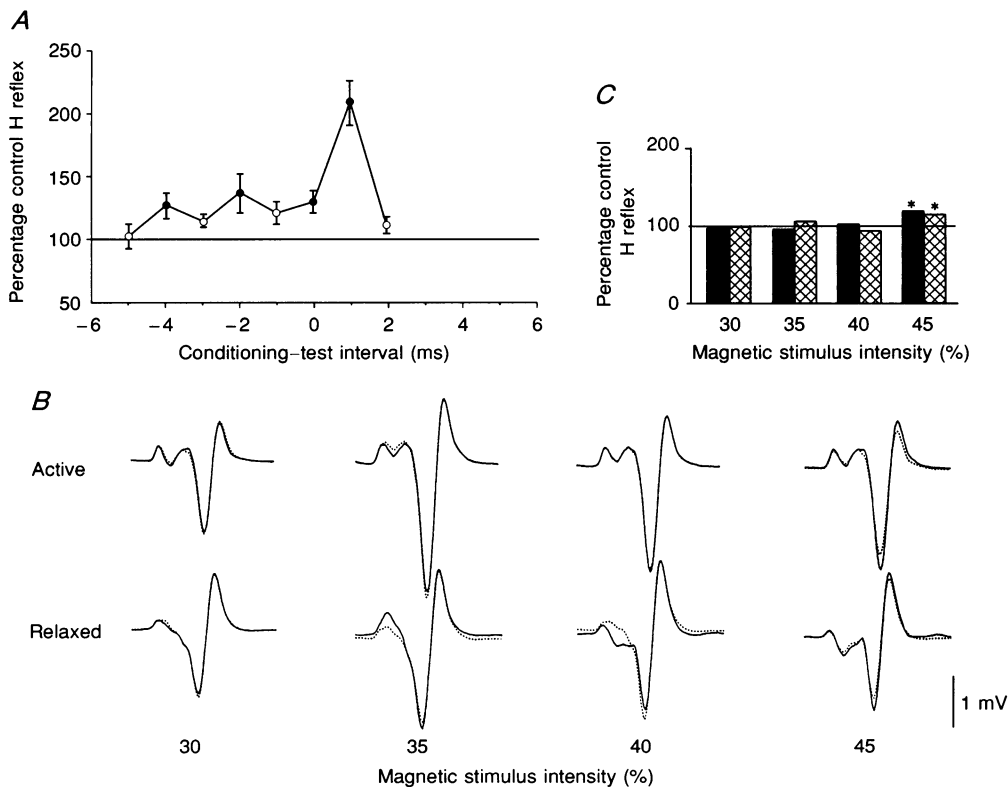 A
Percentage control H reflex
250
200
150
100
50
−6
−4
−2
0
2
4
6
Conditioning–test interval (ms)
C
Percentage control
H reflex
200
100
0
*
*
30
35
40
45
Magnetic stimulus intensity (%)
B
Active
Relaxed
1 mV
30
35
40
45
Magnetic stimulus intensity (%)